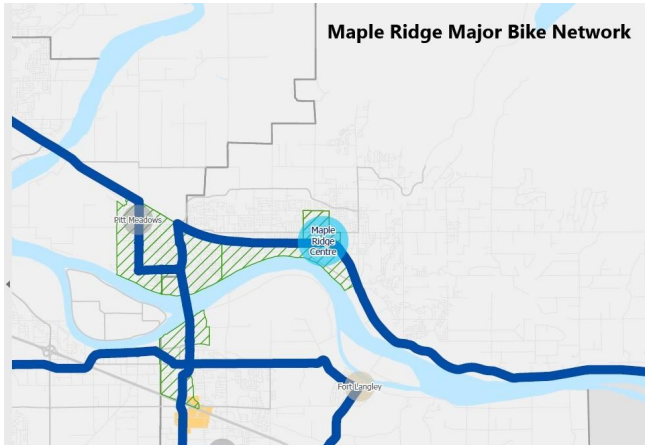 Maple Ridge Major Bike Network
Pitt Meadows
Maple
Ridge
Centre
Fort Langley